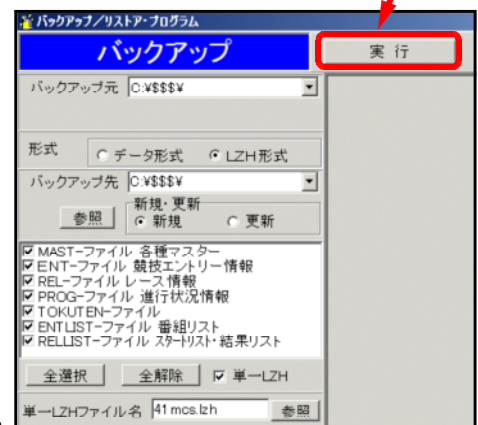 バックアップ/リストア・プログラム
バックアップ
実 行
バックアップ元 C:¥$$$¥
形式 データ形式 LZH形式
バックアップ先 C:¥$$$¥
新規・更新
参照 新規 更新
MAST-ファイル 各種マスター
ENT-ファイル 競技エントリー情報
REL-ファイル レース情報
PROG-ファイル 進行状況情報
TOKUTEN-ファイル
ENTLIST-ファイル 番組リスト
RELLIST-ファイル スタートリスト・結果リスト
全選択 全解除 単一LZH
単一LZHファイル名 41mcs.lzh 参照